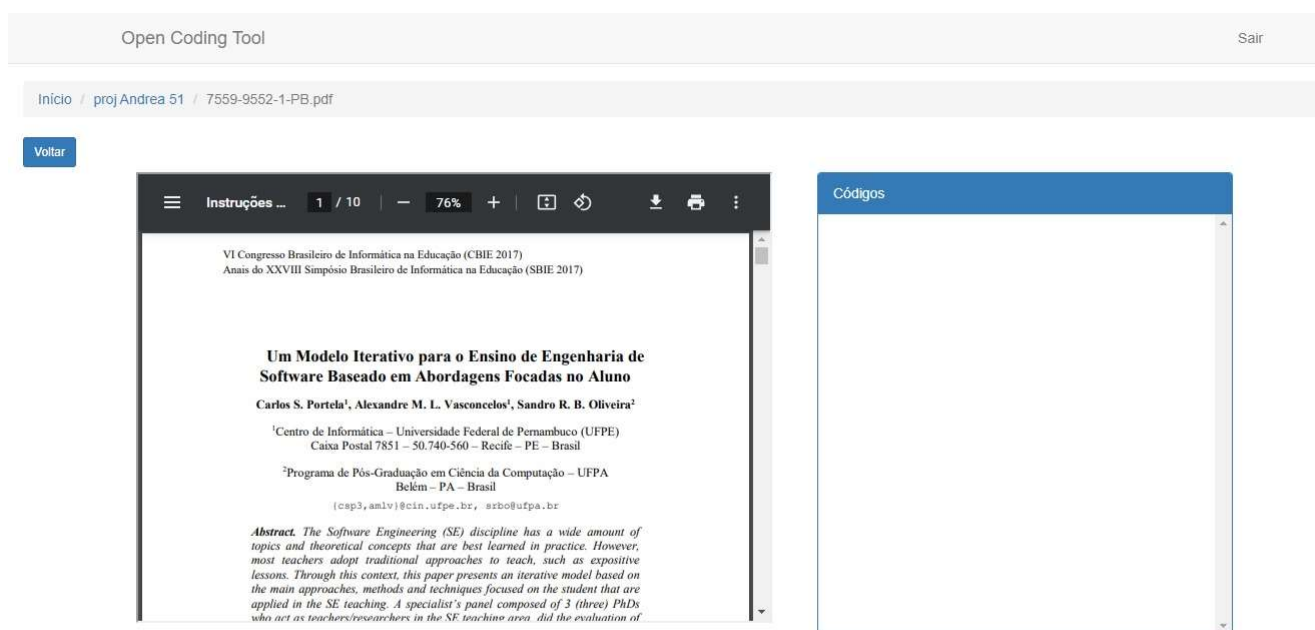 Open Coding Tool
Sair
Início / proj Andrea 51 / 7559-9552-1-PB.pdf
Voltar
Instruções ... 1 / 10 76%
VI Congresso Brasileiro de Informática na Educação (CBIE 2017)
Anais do XXVIII Simpósio Brasileiro de Informática na Educação (SBIE 2017)
Um Modelo Iterativo para o Ensino de Engenharia de
Software Baseado em Abordagens Focadas no Aluno
Carlos S. Portela¹, Alexandre M. L. Vasconcelos¹, Sandro R. B. Oliveira²
¹Centro de Informática – Universidade Federal de Pernambuco (UFPE)
Caixa Postal 7851 – 50.740-560 – Recife – PE – Brasil
²Programa de Pós-Graduação em Ciência da Computação – UFPA
Belém – PA – Brasil
{csp3,amlv}@cin.ufpe.br, srbo@ufpa.br
Abstract. The Software Engineering (SE) discipline has a wide amount of
topics and theoretical concepts that are best learned in practice. However,
most teachers adopt traditional approaches to teach, such as expositive
lessons. Through this context, this paper presents an iterative model based on
the main approaches, methods and techniques focused on the student that are
applied in the SE teaching. A specialist's panel composed of 3 (three) PhDs
who act as teachers/researchers in the SE teaching area, did the evaluation of
Códigos